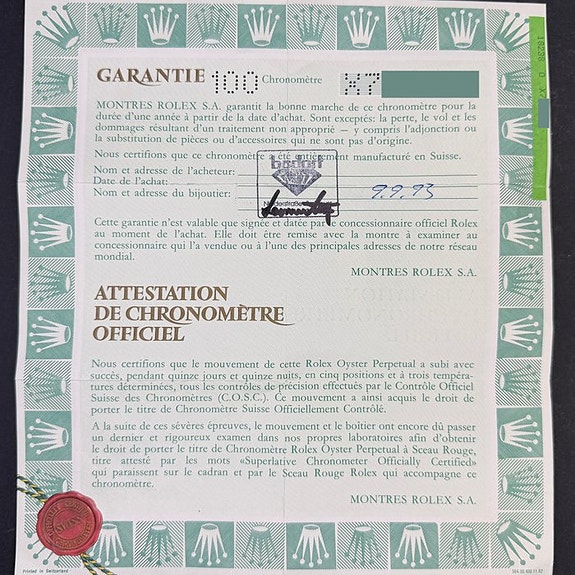 GARANTIE 100 Chronomètre X7
MONTRES ROLEX S.A. garantit la bonne marche de ce chronomètre pour la
durée d'une année à partir de la date d'achat. Sont exceptés: la perte, le vol et les
dommages résultant d'un traitement non approprié – y compris l'adjonction ou
la substitution de pièces ou d'accessoires qui ne sont pas d'origine.
Nous certifions que ce chronomètre a été entièrement manufacturé en Suisse.
Nom et adresse de l'acheteur:
Date de l'achat:
Nom et adresse du bijoutier: 9.9.93
Cette garantie n'est valable que signée et datée par le concessionnaire officiel Rolex
au moment de l'achat. Elle doit être remise avec la montre à examiner au
concessionnaire qui l'a vendue ou à l'une des principales adresses de notre réseau
mondial.
MONTRES ROLEX S.A.
ATTESTATION
DE CHRONOMÈTRE
OFFICIEL
Nous certifions que le mouvement de cette Rolex Oyster Perpetual a subi avec
succès, pendant quinze jours et quinze nuits, en cinq positions et à trois tempéra-
tures déterminées, tous les contrôles de précision effectués par le Contrôle Officiel
Suisse des Chronomètres (C.O.S.C.). Ce mouvement a ainsi acquis le droit de
porter le titre de Chronomètre Suisse Officiellement Contrôlé.
A la suite de ces sévères épreuves, le mouvement et le boîtier ont encore dû passer
un dernier et rigoureux examen dans nos propres laboratoires afin d'obtenir
le droit de porter le titre de Chronomètre Rolex Oyster Perpetual à Sceau Rouge,
titre attesté par les mots «Superlative Chronometer Officially Certified»
qui paraissent sur le cadran et par le Sceau Rouge Rolex qui accompagne ce
chronomètre.
MONTRES ROLEX S.A.
Printed in Switzerland